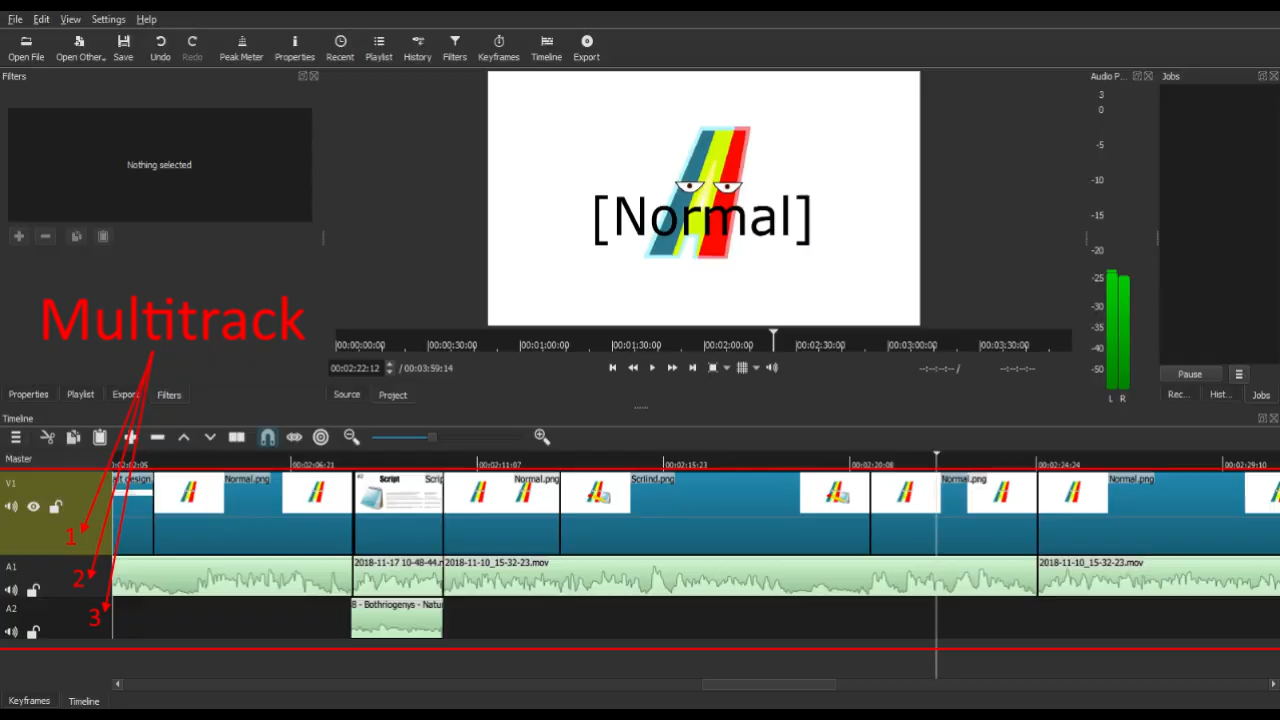 File Edit View Settings Help
Open File Open Other... Save Undo Redo Peak Meter Properties Recent Playlist History Filters Keyframes Timeline Export
Filters
Audio P... Jobs
Nothing selected
[Normal]
3
0
-5
-10
-15
-20
-25
-30
-35
-40
-50
L R
Multitrack
|00:00:00:00 |00:00:30:00 |00:01:00:00 |00:01:30:00 |00:02:00:00 |00:02:30:00 |00:03:00:00 |00:03:30:00
00:02:22:12 / 00:03:59:14 --:--:--:-- / --:--:--:--
Pause
Properties Playlist Export Filters Source Project Rec... Hist... Jobs
Timeline
Master
00:02:02:05 00:02:06:21 00:02:11:07 00:02:15:23 00:02:20:08 00:02:24:24 00:02:29:10
V1
design. Normal.png Script Normal.png Scriind.png Normal.png Normal.png
1
A1
2018-11-17 10-48-44. 2018-11-10_15-32-23.mov 2018-11-10_15-32-23.mov
2
A2
8 - Bothriogenys - Natu
3
Keyframes Timeline